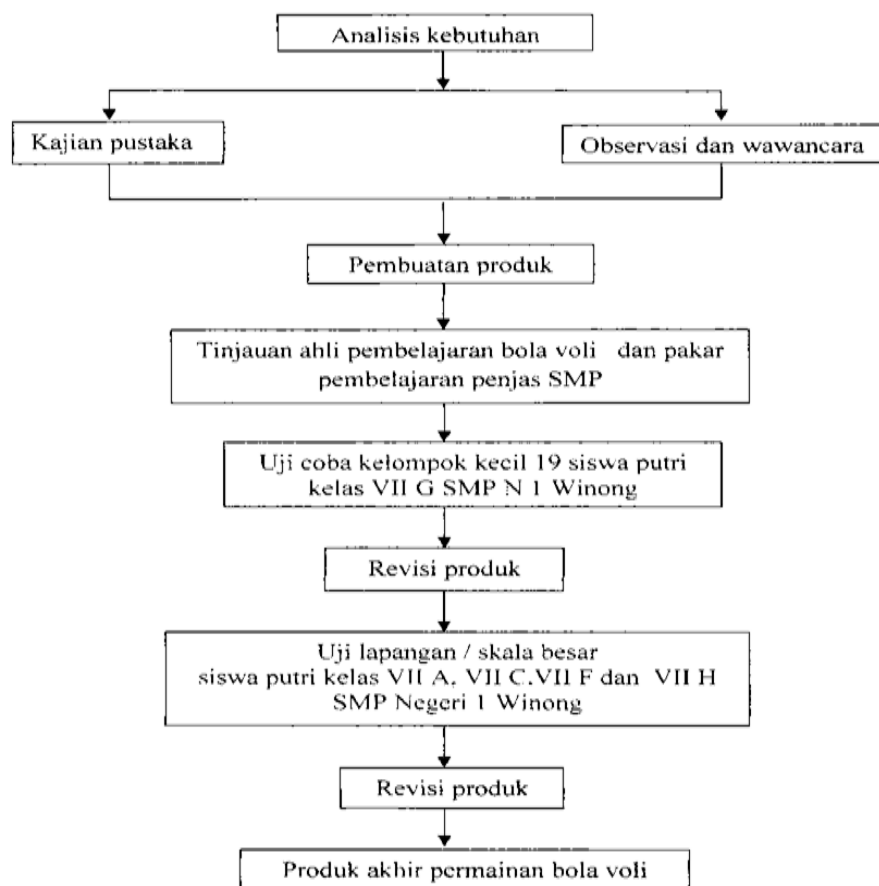 Analisis kebutuhan
Kajian pustaka
Observasi dan wawancara
Pembuatan produk
Tinjauan ahli pembelajaran bola voli dan pakar
pembelajaran penjas SMP
Uji coba kelompok kecil 19 siswa putri
kelas VII G SMP N 1 Winong
Revisi produk
Uji lapangan / skala besar
siswa putri kelas VII A, VII C.VII F dan VII H
SMP Negeri 1 Winong
Revisi produk
Produk akhir permainan bola voli